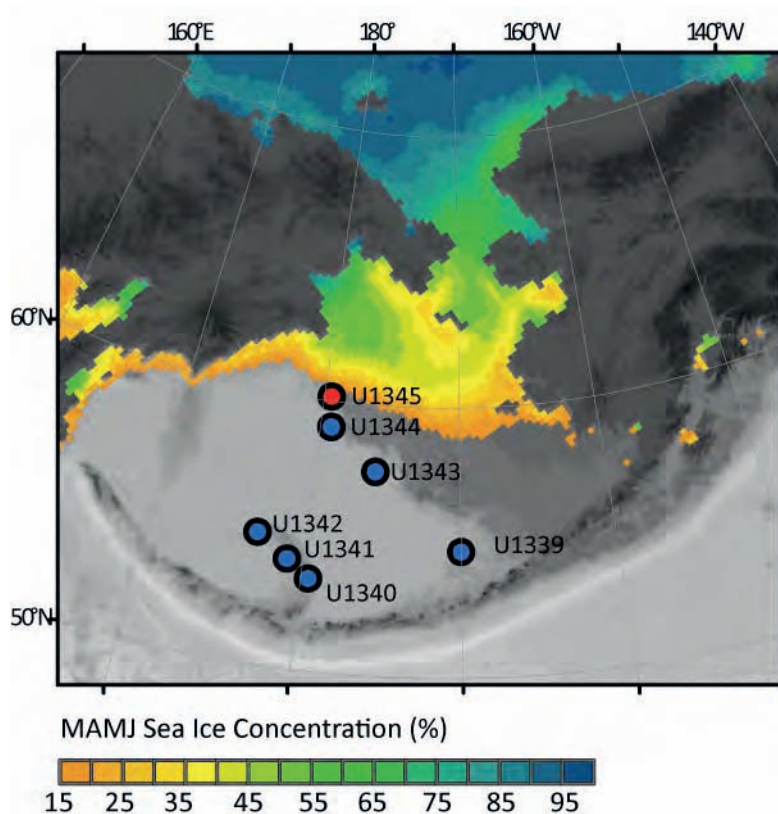 160°E 180° 160°W 140°W
60°N
U1345
U1344
U1343
U1342
U1341
U1339
U1340
50°N
MAMJ Sea Ice Concentration (%)
15 25 35 45 55 65 75 85 95